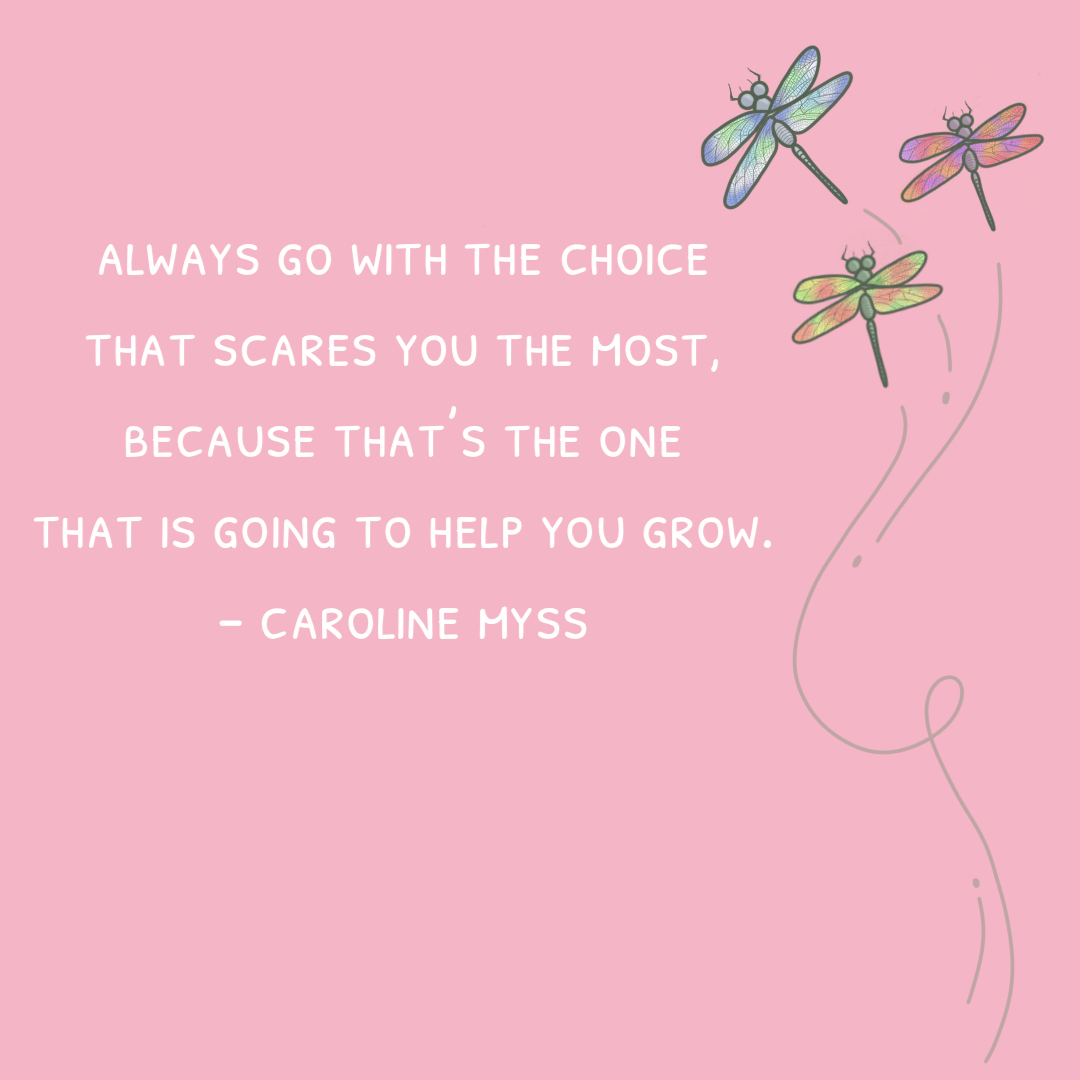 ALWAYS GO WITH THE CHOICE
THAT SCARES YOU THE MOST,
BECAUSE THAT'S THE ONE
THAT IS GOING TO HELP YOU GROW.
- CAROLINE MYSS